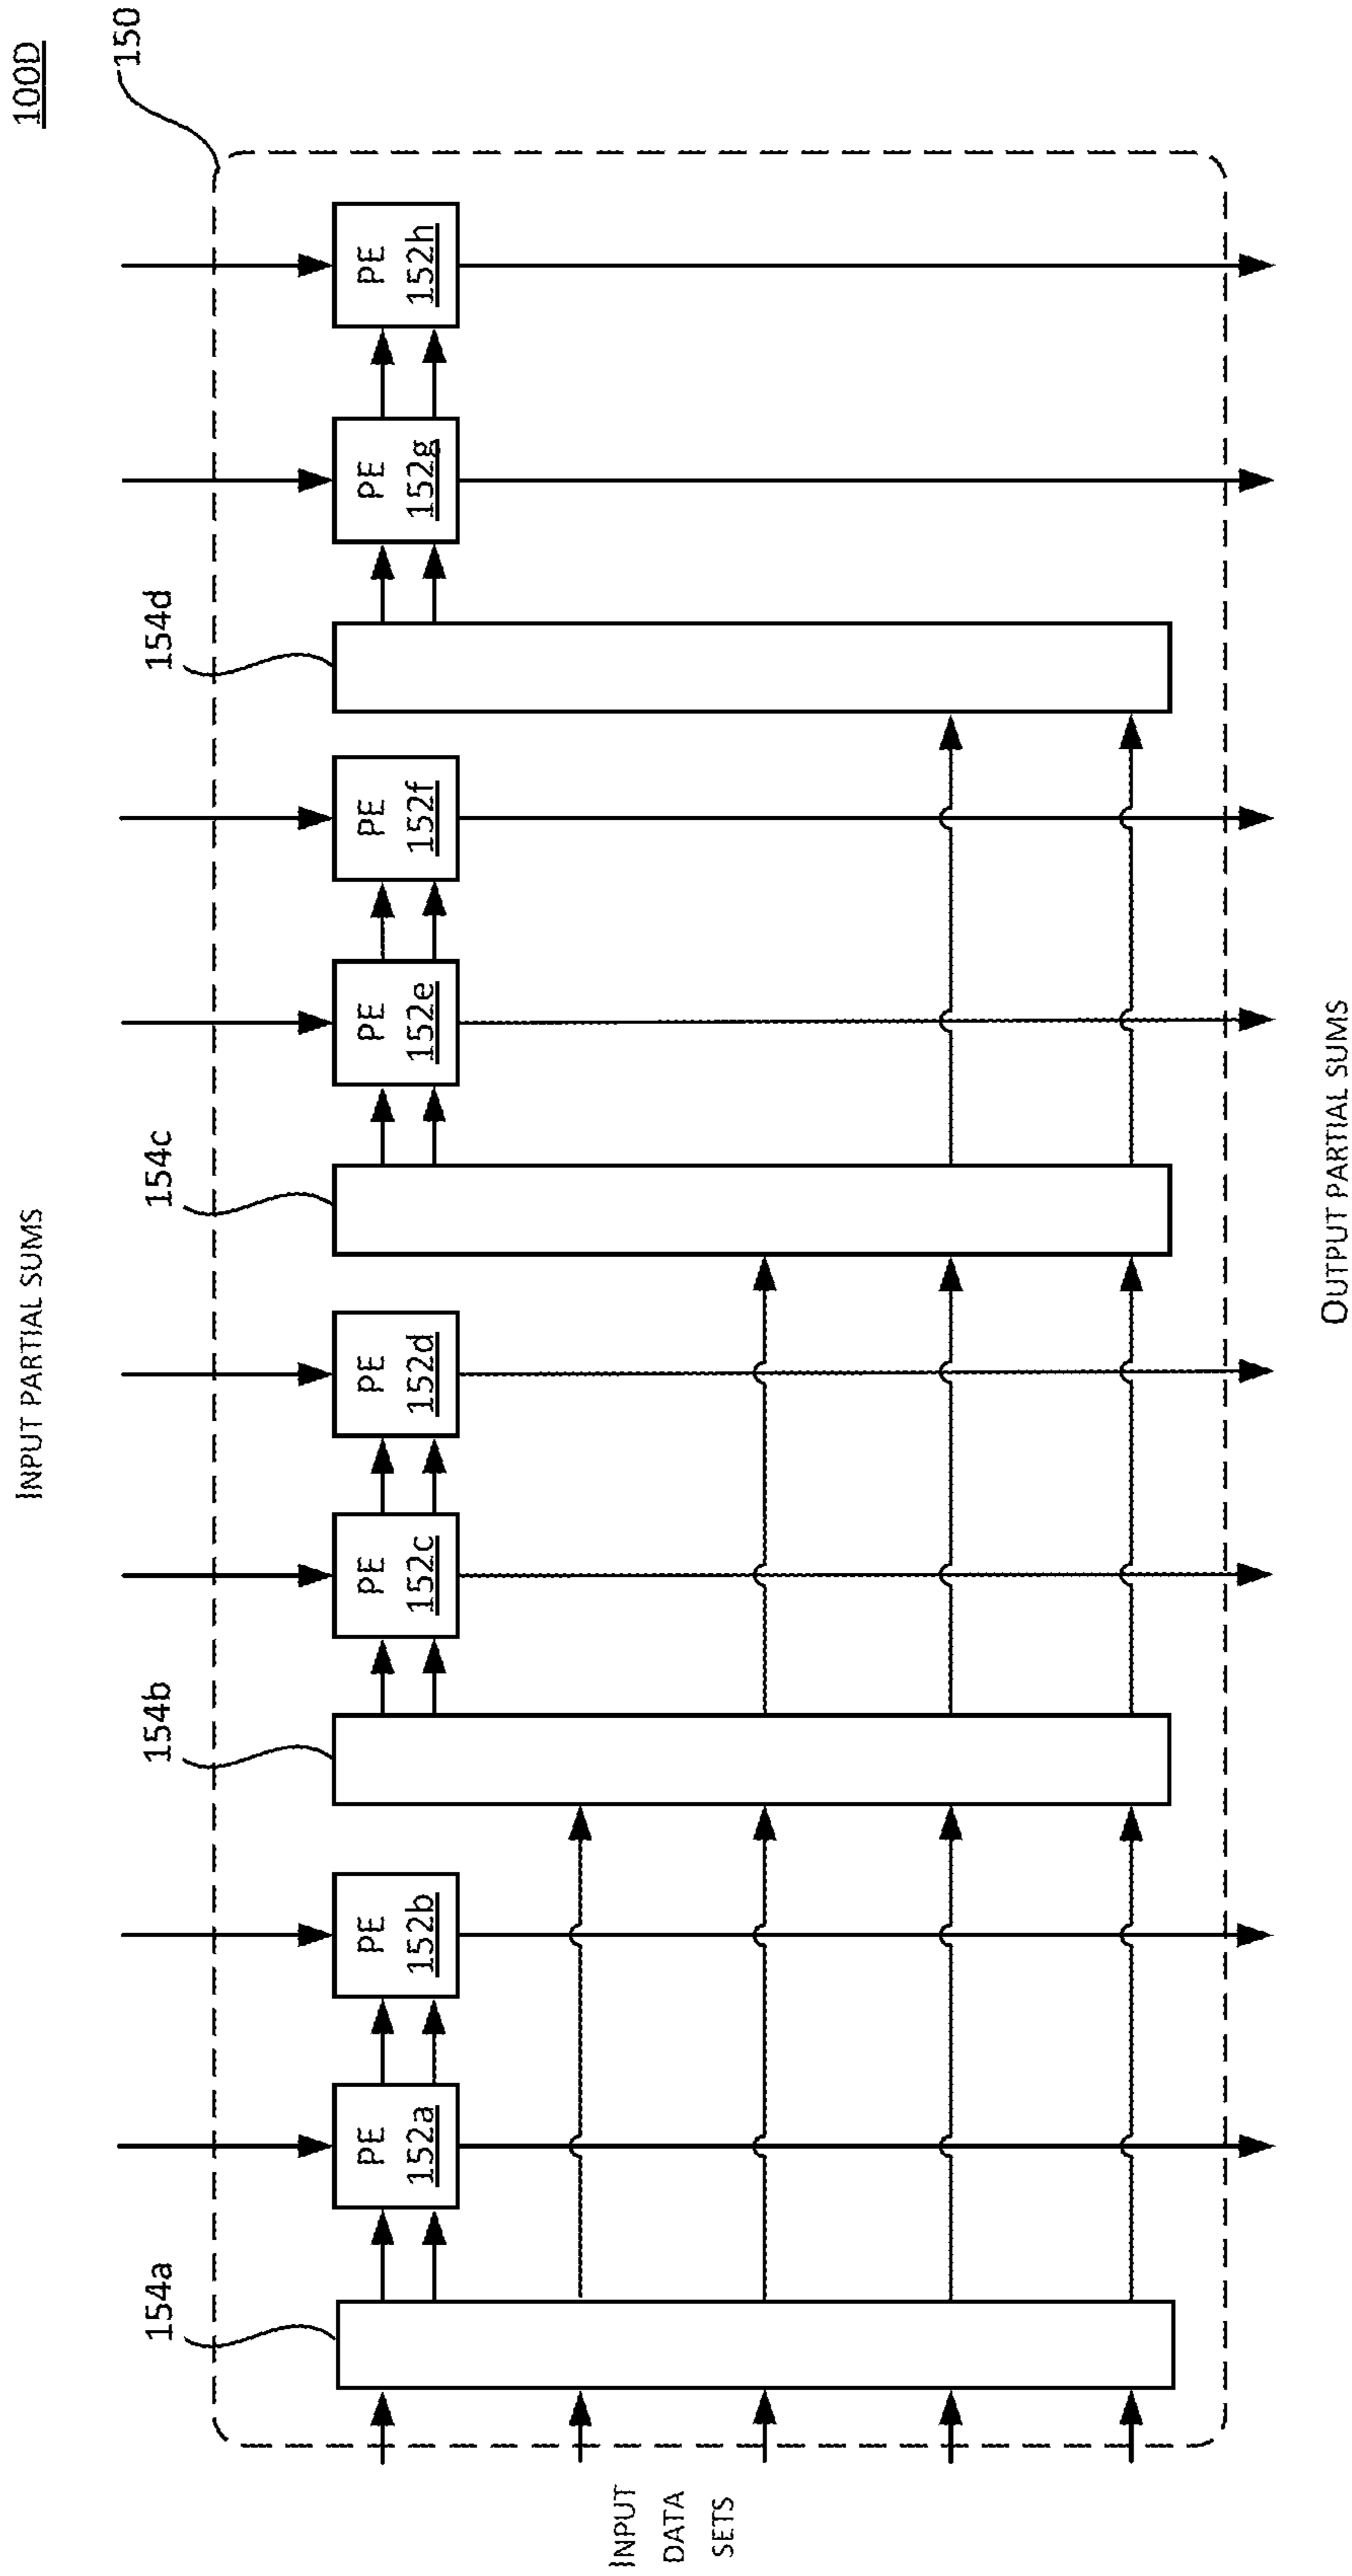 100D
150
INPUT PARTIAL SUMS
154a
154b
154c
154d
PE
152a
PE
152b
PE
152c
PE
152d
PE
152e
PE
152f
PE
152g
PE
152h
INPUT
DATA
SETS
OUTPUT PARTIAL SUMS